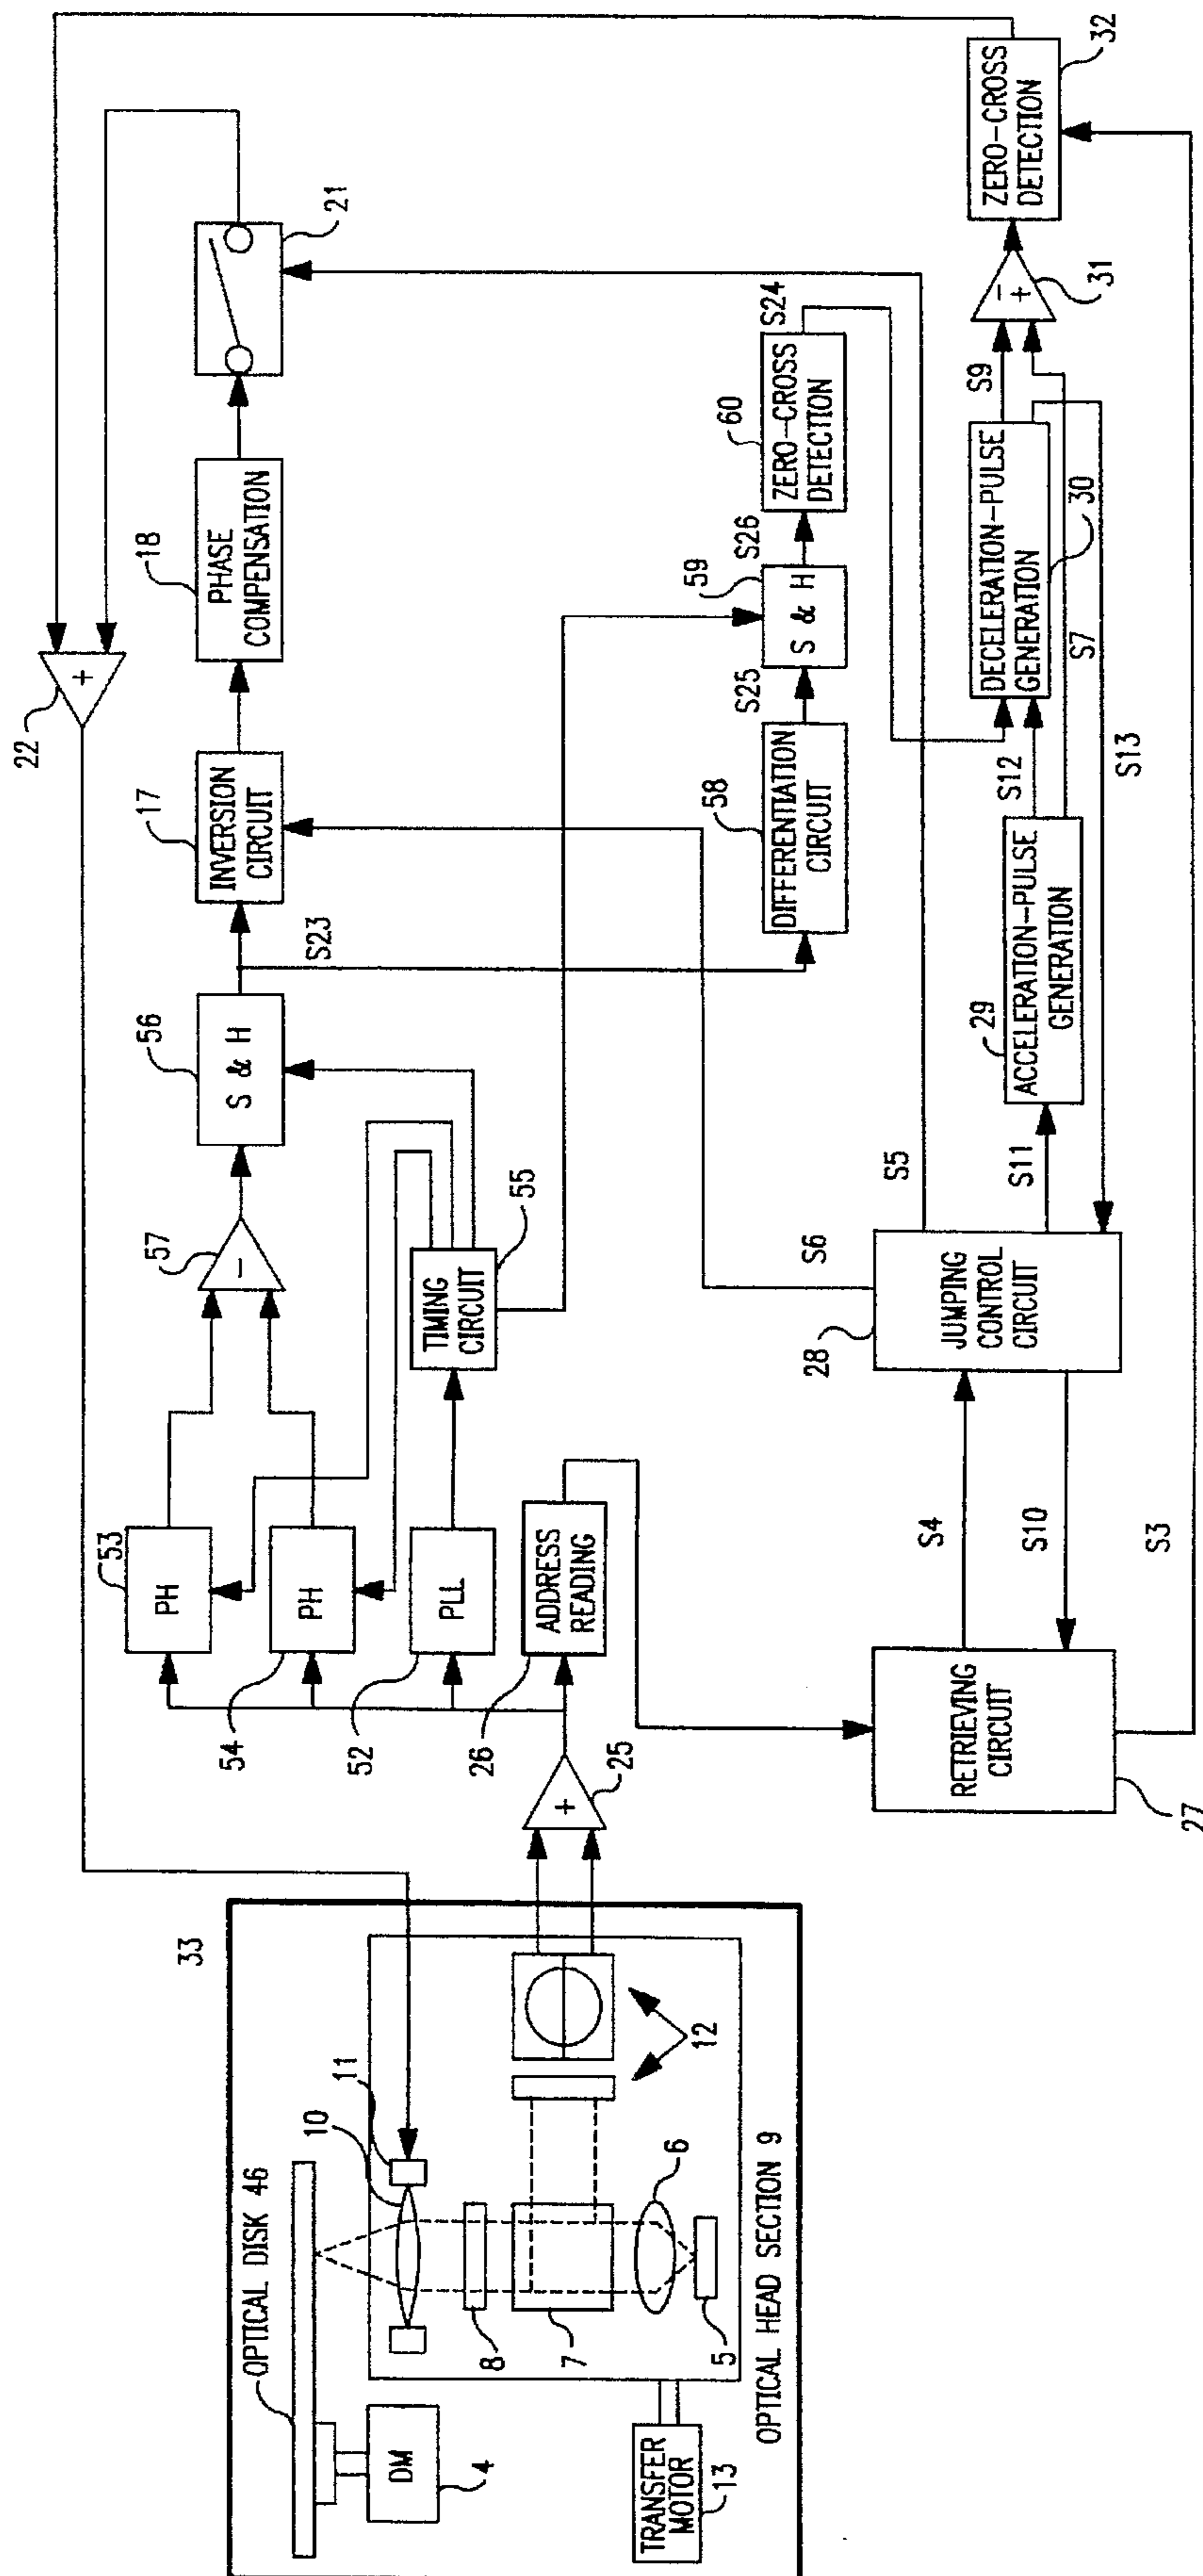 33
OPTICAL DISK 46
DM
4
TRANSFER
MOTOR
13
OPTICAL HEAD SECTION 9
10
11
8
7
6
5
12
25
+
22
+
53
PH
54
PH
52
PLL
26
ADDRESS
READING
57
−
55
TIMING
CIRCUIT
56
S & H
S23
17
INVERSION
CIRCUIT
18
PHASE
COMPENSATION
21
58
DIFFERENTIATION
CIRCUIT
S25
59
S & H
S26
60
ZERO-CROSS
DETECTION
S24
27
RETRIEVING
CIRCUIT
S4
S10
S3
28
JUMPING
CONTROL
CIRCUIT
S6
S5
S11
29
ACCELERATION-PULSE
GENERATION
S12
S13
S7
30
DECELERATION-PULSE
GENERATION
S9
−
+
31
ZERO-CROSS
DETECTION
32